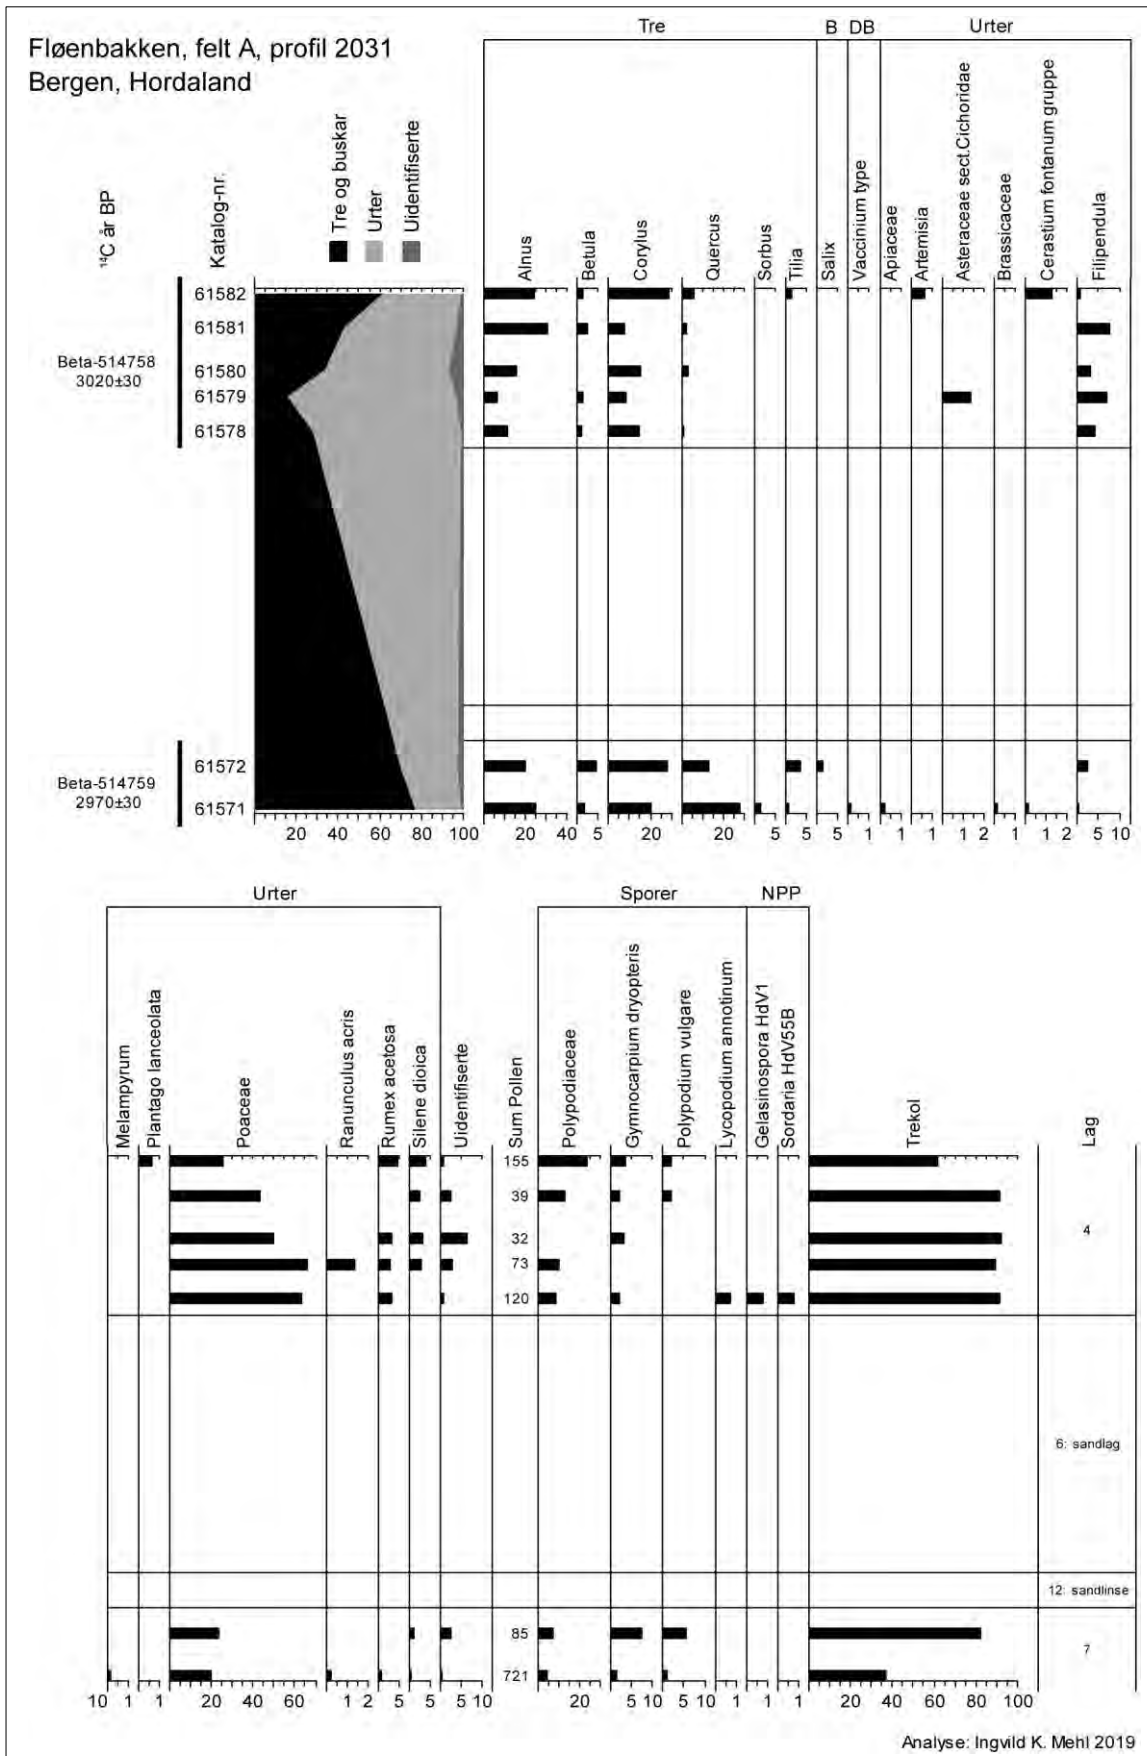 Fløenbakken, felt A, profil 2031
Bergen, Hordaland
Tre
B
DB
Urter
¹⁴C år BP
Katalog-nr.
Tre og buskar
Urter
Uidentifiserte
Alnus
Betula
Corylus
Quercus
Sorbus
Tilia
Salix
Vaccinium type
Apiaceae
Artemisia
Asteraceae sect.Cichoridae
Brassicaceae
Cerastium fontanum gruppe
Filipendula
61582
61581
Beta-514758
3020±30
61580
61579
61578
61572
Beta-514759
2970±30
61571
20 40 60 80 100
20 40
5
20
20
5
5
5
1
1
1
1 2
1
1 2
5 10
Urter
Sporer
NPP
Melampyrum
Plantago lanceolata
Poaceae
Ranunculus acris
Rumex acetosa
Silene dioica
Uidentifiserte
Sum Pollen
Polypodiaceae
Gymnocarpium dryopteris
Polypodium vulgare
Lycopodium annotinum
Gelasinospora HdV1
Sordaria HdV55B
Trekol
Lag
155
39
32
73
120
4
6: sandlag
12: sandlinse
85
721
7
10 1
1
20 40 60
1 2
5
5
5 10
20
5 10
5 10
1
1
1
20 40 60 80 100
Analyse: Ingvild K. Mehl 2019